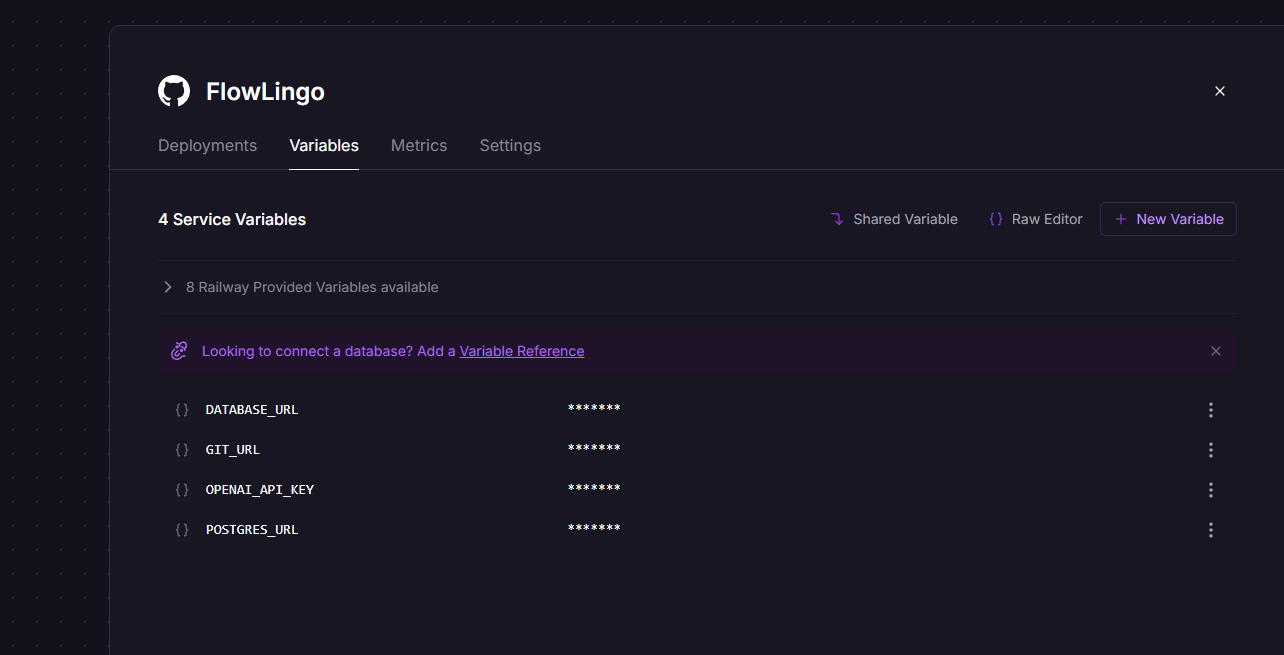 FlowLingo
Deployments Variables Metrics Settings
4 Service Variables Shared Variable {} Raw Editor + New Variable
8 Railway Provided Variables available
Looking to connect a database? Add a Variable Reference
{} DATABASE_URL *******
{} GIT_URL *******
{} OPENAI_API_KEY *******
{} POSTGRES_URL *******